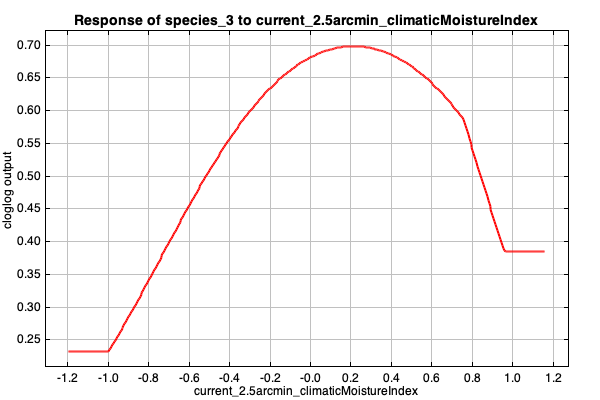 Response of species_3 to current_2.5arcmin_climaticMoistureIndex
cloglog output
0.70
0.65
0.60
0.55
0.50
0.45
0.40
0.35
0.30
0.25
-1.2 -1.0 -0.8 -0.6 -0.4 -0.2 -0.0 0.2 0.4 0.6 0.8 1.0 1.2
current_2.5arcmin_climaticMoistureIndex